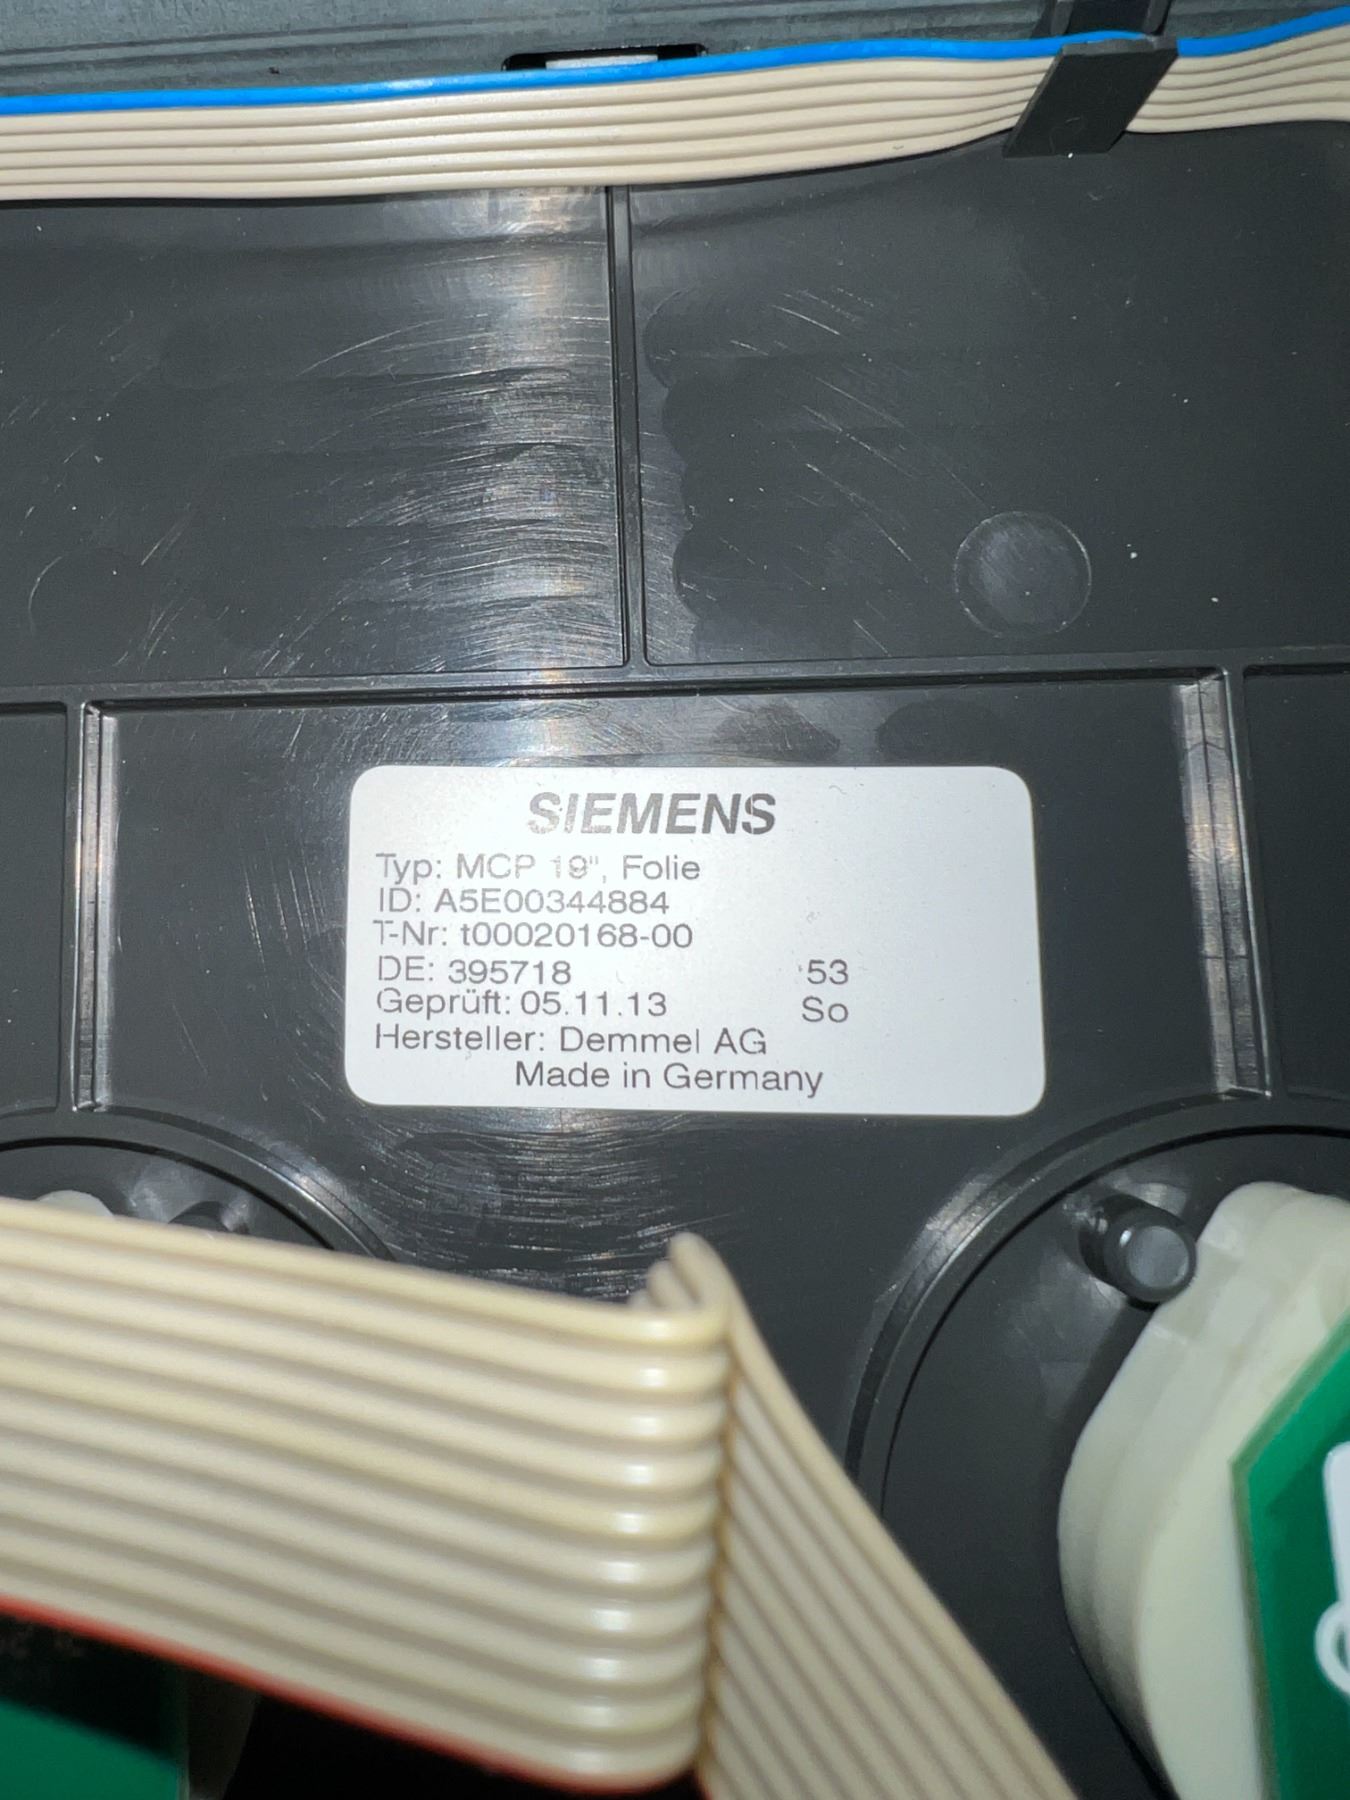 SIEMENS
Typ: MCP 19", Folie
ID: A5E00344884
T-Nr: t00020168-00
DE: 395718 53
Geprüft: 05.11.13 So
Hersteller: Demmel AG
Made in Germany